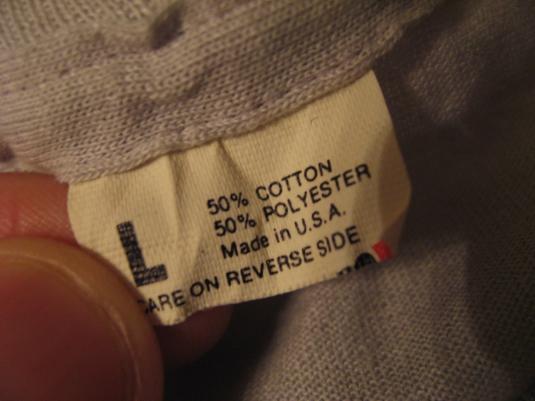 50% COTTON
50% POLYESTER
L
Made in U.S.A.
CARE ON REVERSE SIDE